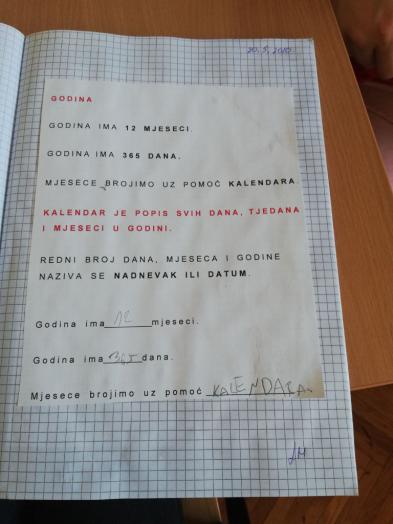 20.5.2020
GODINA
GODINA IMA 12 MJESECI.
GODINA IMA 365 DANA.
MJESECE BROJIMO UZ POMOĆ KALENDARA.
KALENDAR JE POPIS SVIH DANA, TJEDANA
I MJESECI U GODINI.
REDNI BROJ DANA, MJESECA I GODINE
NAZIVA SE NADNEVAK ILI DATUM.
Godina ima 12 mjeseci.
Godina ima 365 dana.
Mjesece brojimo uz pomoć KALENDARA.